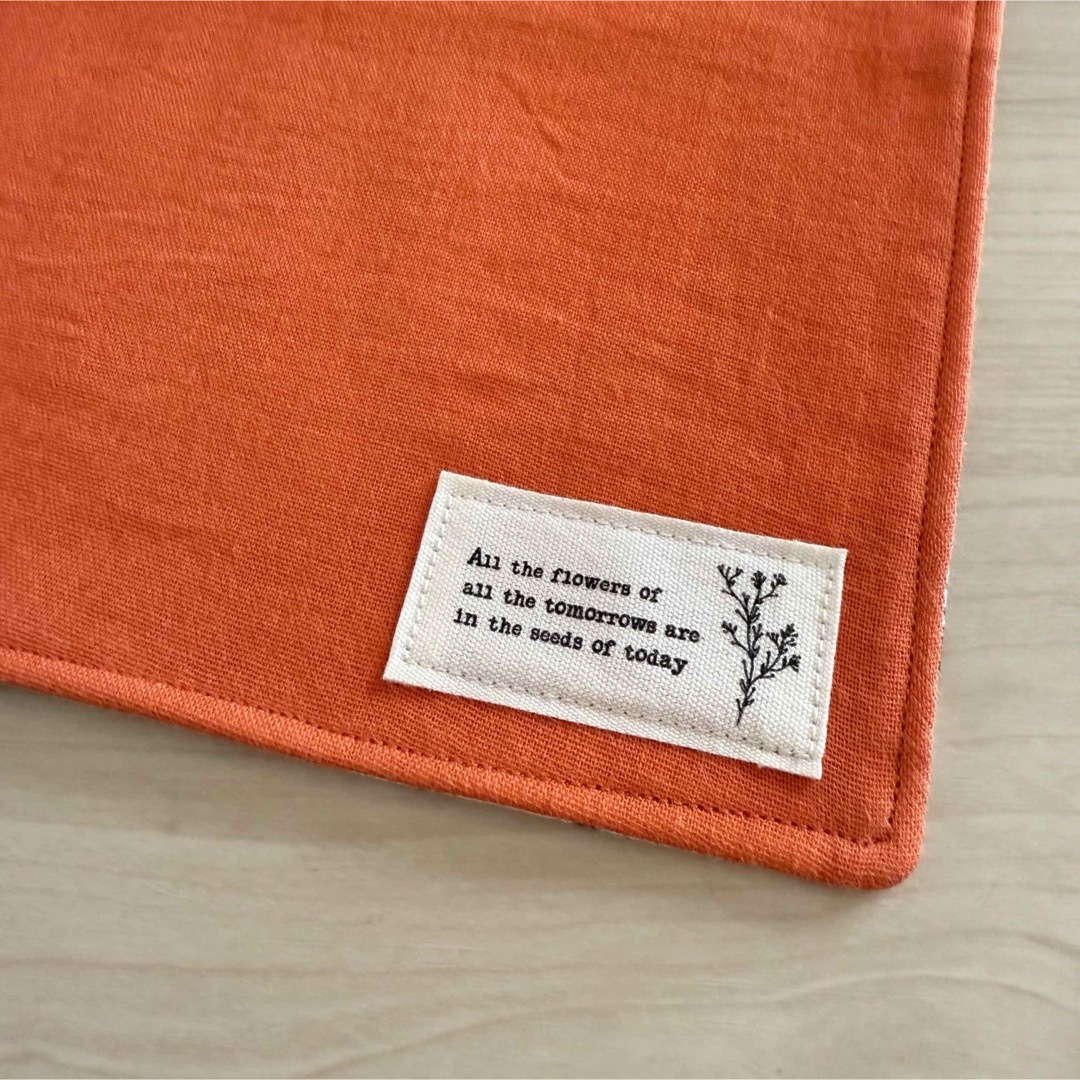 All the flowers of
all the tomorrows are
in the seeds of today